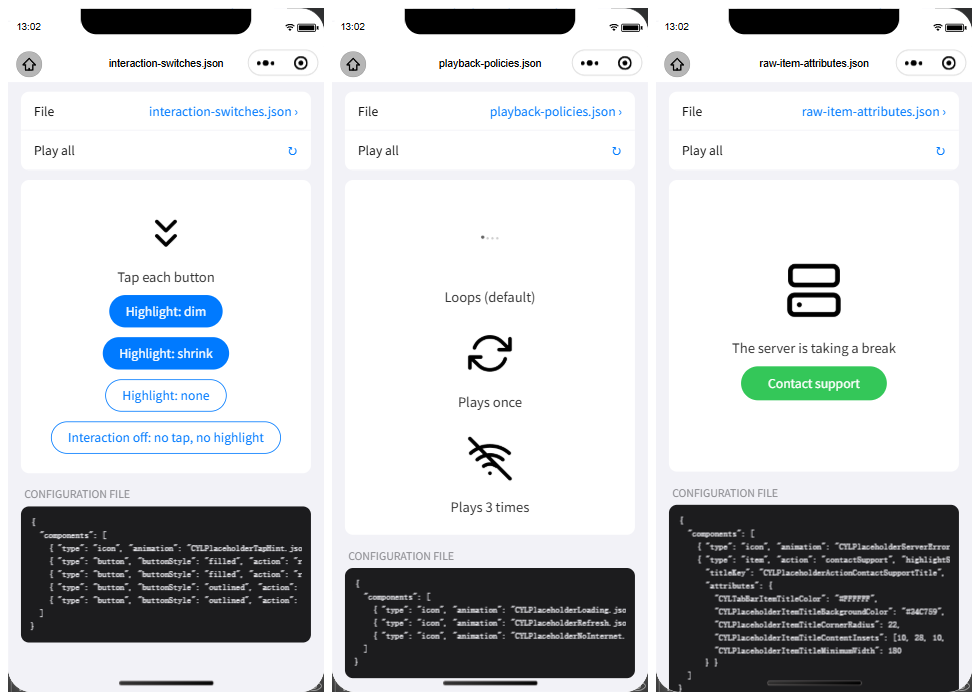 13:02
interaction-switches.json
File
interaction-switches.json ›
Play all
Tap each button
Highlight: dim
Highlight: shrink
Highlight: none
Interaction off: no tap, no highlight
CONFIGURATION FILE
{
"components": [
{ "type": "icon", "animation": "CYLPlaceholderTapHint.jso
{ "type": "button", "buttonStyle": "filled", "action": "r
{ "type": "button", "buttonStyle": "filled", "action": "r
{ "type": "button", "buttonStyle": "outlined", "action":
{ "type": "button", "buttonStyle": "outlined", "action":
]
}
13:02
playback-policies.json
File
playback-policies.json ›
Play all
Loops (default)
Plays once
Plays 3 times
CONFIGURATION FILE
{
"components": [
{ "type": "icon", "animation": "CYLPlaceholderLoading.jso
{ "type": "icon", "animation": "CYLPlaceholderRefresh.jso
{ "type": "icon", "animation": "CYLPlaceholderNoInternet.
]
}
13:02
raw-item-attributes.json
File
raw-item-attributes.json ›
Play all
The server is taking a break
Contact support
CONFIGURATION FILE
{
"components": [
{ "type": "icon", "animation": "CYLPlaceholderServerError
{ "type": "item", "action": "contactSupport", "highlightS
"titleKey": "CYLPlaceholderActionContactSupportTitle",
"attributes": {
"CYLTabBarItemTitleColor": "#FFFFFF",
"CYLPlaceholderItemTitleBackgroundColor": "#34C759",
"CYLPlaceholderItemTitleCornerRadius": 22,
"CYLPlaceholderItemTitleContentInsets": [10, 28, 10,
"CYLPlaceholderItemTitleMinimumWidth": 180
} }
]
}